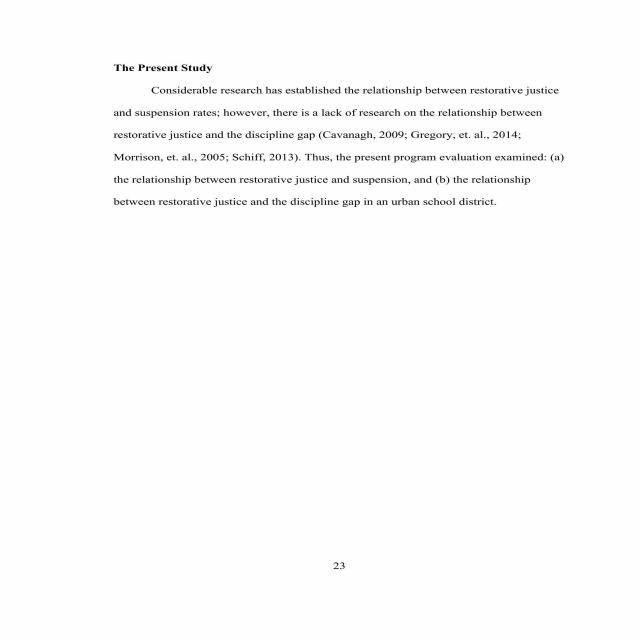 The Present Study
Considerable research has established the relationship between restorative justice
and suspension rates; however, there is a lack of research on the relationship between
restorative justice and the discipline gap (Cavanagh, 2009; Gregory, et. al., 2014;
Morrison, et. al., 2005; Schiff, 2013). Thus, the present program evaluation examined: (a)
the relationship between restorative justice and suspension, and (b) the relationship
between restorative justice and the discipline gap in an urban school district.
23